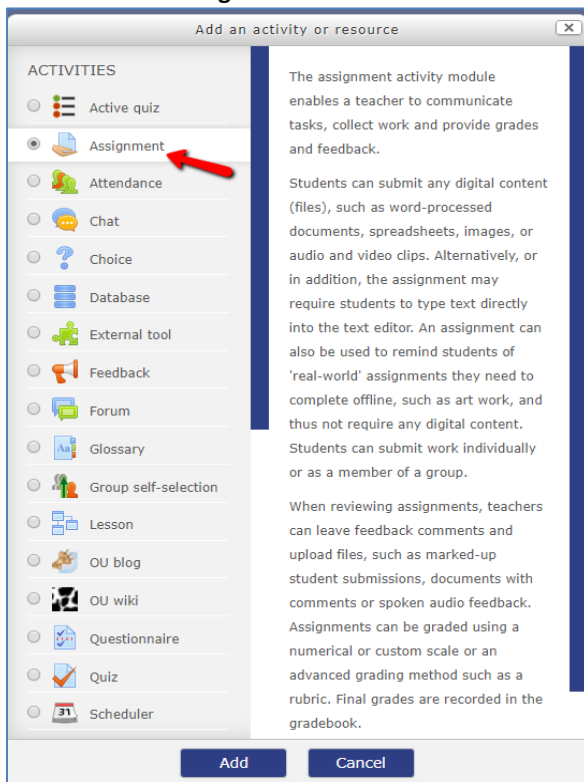 Add an activity or resource
ACTIVITIES
Active quiz
Assignment
Attendance
Chat
Choice
Database
External tool
Feedback
Forum
Glossary
Group self-selection
Lesson
OU blog
OU wiki
Questionnaire
Quiz
31 Scheduler
The assignment activity module
enables a teacher to communicate
tasks, collect work and provide grades
and feedback.
Students can submit any digital content
(files), such as word-processed
documents, spreadsheets, images, or
audio and video clips. Alternatively, or
in addition, the assignment may
require students to type text directly
into the text editor. An assignment can
also be used to remind students of
'real-world' assignments they need to
complete offline, such as art work, and
thus not require any digital content.
Students can submit work individually
or as a member of a group.
When reviewing assignments, teachers
can leave feedback comments and
upload files, such as marked-up
student submissions, documents with
comments or spoken audio feedback.
Assignments can be graded using a
numerical or custom scale or an
advanced grading method such as a
rubric. Final grades are recorded in the
gradebook.
Add
Cancel